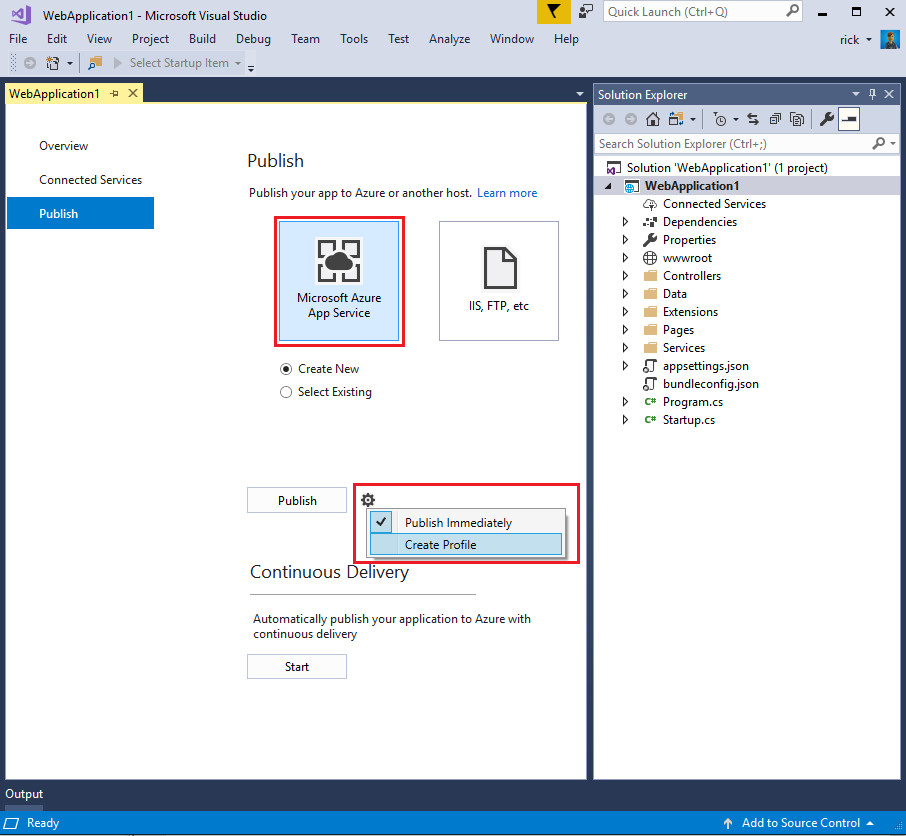 WebApplication1 - Microsoft Visual Studio
Quick Launch (Ctrl+Q)
File Edit View Project Build Debug Team Tools Test Analyze Window Help
rick
Select Startup Item
WebApplication1
Overview
Connected Services
Publish
Publish
Publish your app to Azure or another host. Learn more
Microsoft Azure
App Service
IIS, FTP, etc
Create New
Select Existing
Publish
Publish Immediately
Create Profile
Continuous Delivery
Automatically publish your application to Azure with
continuous delivery
Start
Solution Explorer
Search Solution Explorer (Ctrl+;)
Solution 'WebApplication1' (1 project)
WebApplication1
Connected Services
Dependencies
Properties
wwwroot
Controllers
Data
Extensions
Pages
Services
appsettings.json
bundleconfig.json
C# Program.cs
C# Startup.cs
Output
Ready
Add to Source Control